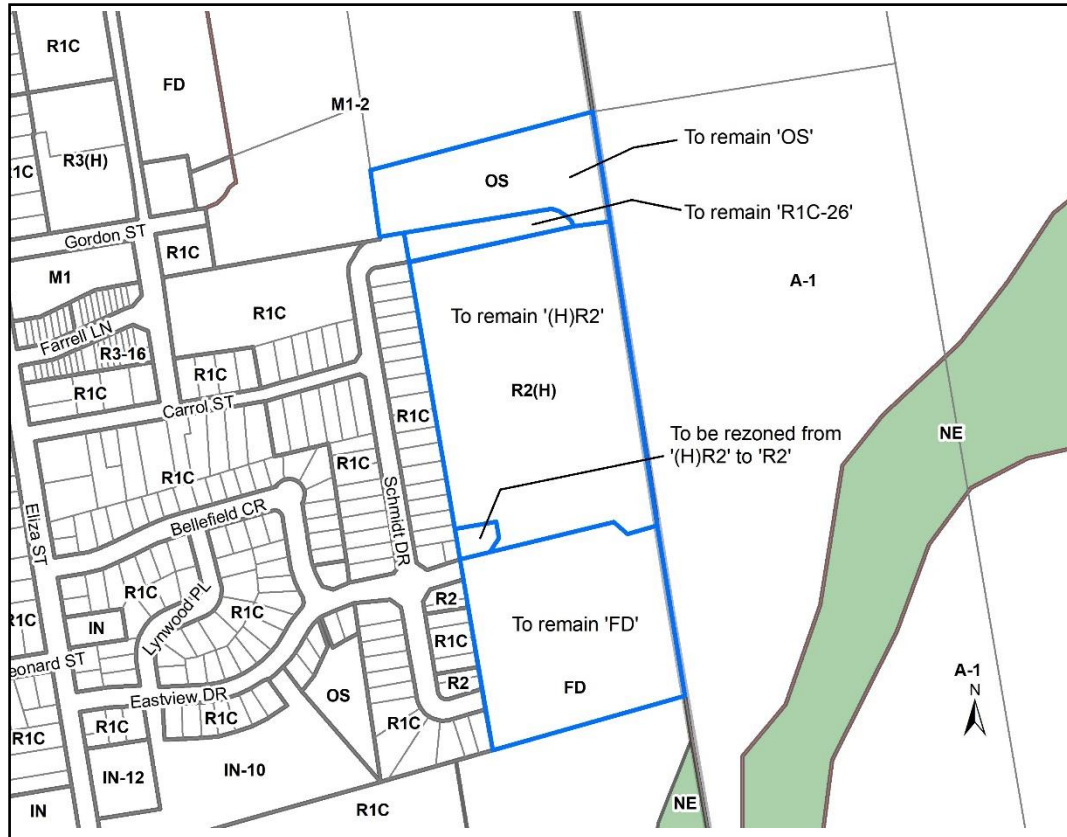 R1C
FD
M1-2
R3(H)
R1C
To remain 'OS'
OS
To remain 'R1C-26'
Gordon ST
R1C
M1
R1C
A-1
To remain '(H)R2'
Farrell LN
R3-16
R1C
R1C
R2(H)
Carrol ST
R1C
NE
To be rezoned from
'(H)R2' to 'R2'
R1C
R1C
Schmidt DR
Eliza ST
Bellefield CR
R1C
R1C
R1C
Lynwood PL
IN
R2
R1C
To remain 'FD'
eonard ST
R2
FD
A-1
N
Eastview DR
OS
R1C
R1C
R1C
R1C
IN-12
IN-10
IN
R1C
NE